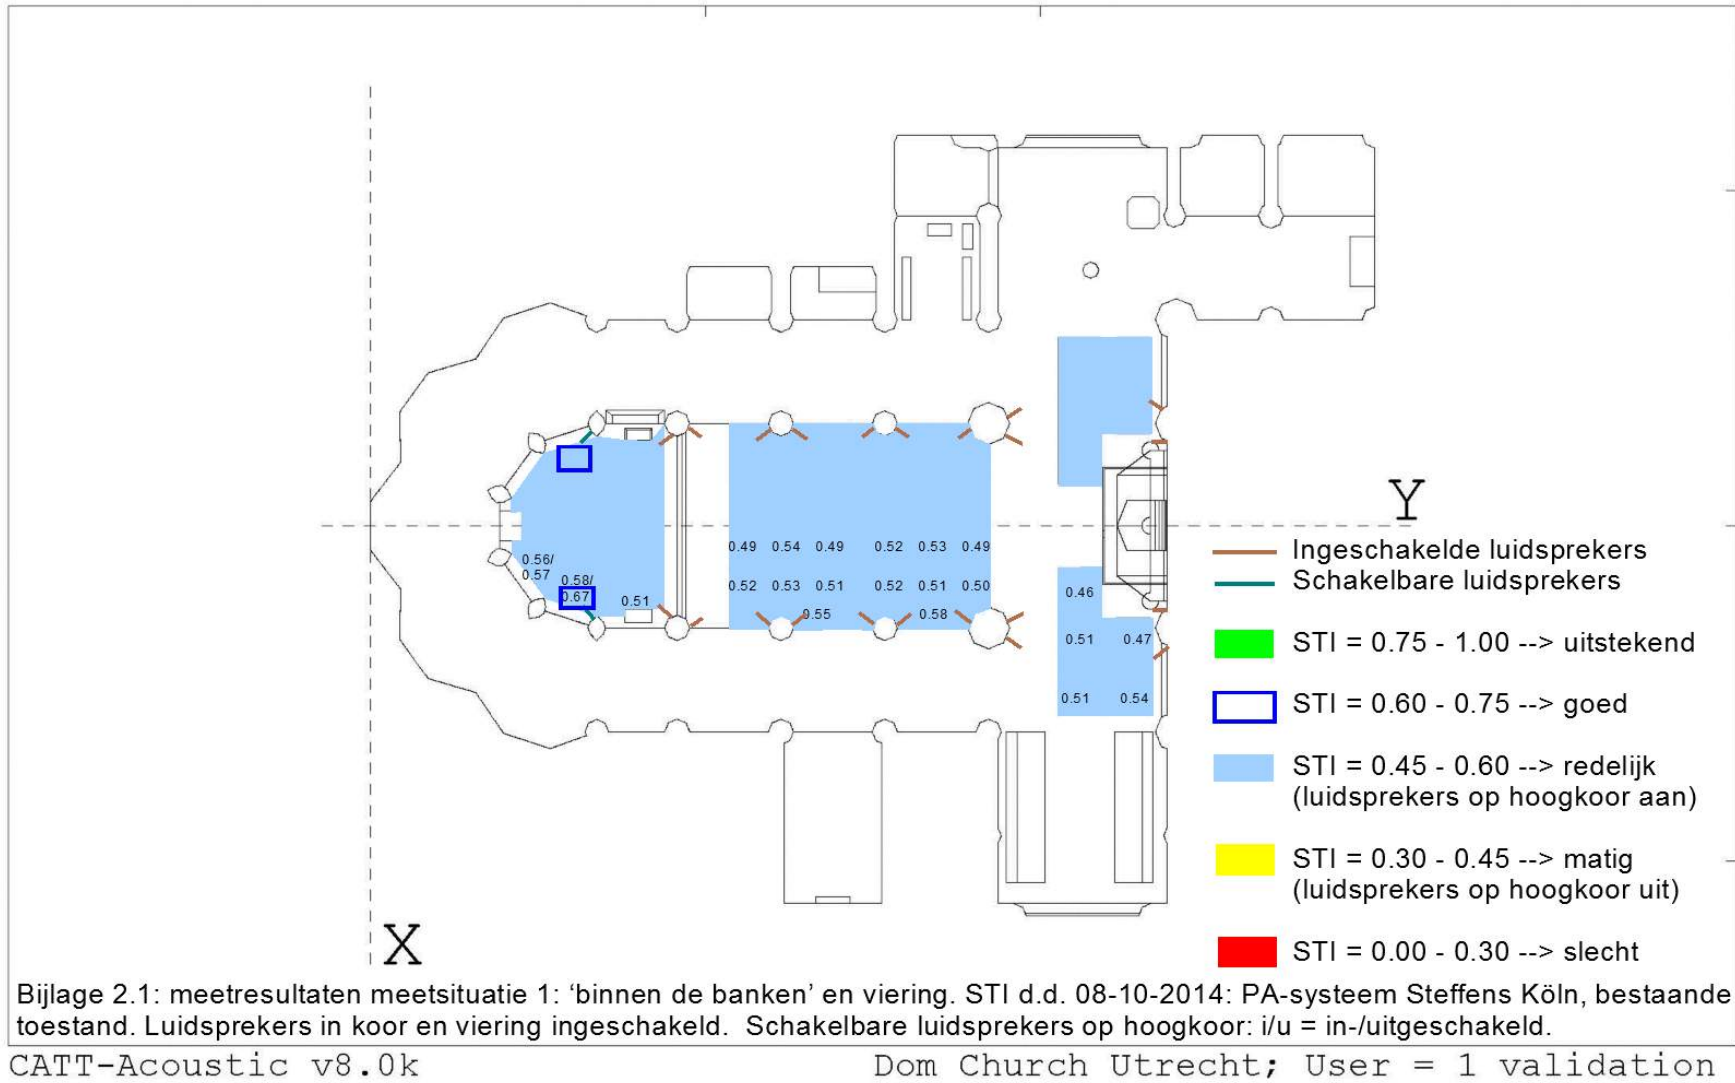 0.49 0.54 0.49 0.52 0.53 0.49
0.56/
0.57
0.58/
0.67
0.51
0.52 0.53 0.51 0.52 0.51 0.50
0.55 0.58
0.46
0.51 0.47
0.51 0.54
Y
X
Ingeschakelde luidsprekers
Schakelbare luidsprekers
STI = 0.75 - 1.00 --> uitstekend
STI = 0.60 - 0.75 --> goed
STI = 0.45 - 0.60 --> redelijk
(luidsprekers op hoogkoor aan)
STI = 0.30 - 0.45 --> matig
(luidsprekers op hoogkoor uit)
STI = 0.00 - 0.30 --> slecht
Bijlage 2.1: meetresultaten meetsituatie 1: ‘binnen de banken’ en viering. STI d.d. 08-10-2014: PA-systeem Steffens Köln, bestaande
toestand. Luidsprekers in koor en viering ingeschakeld. Schakelbare luidsprekers op hoogkoor: i/u = in-/uitgeschakeld.
CATT-Acoustic v8.0k Dom Church Utrecht; User = 1 validation